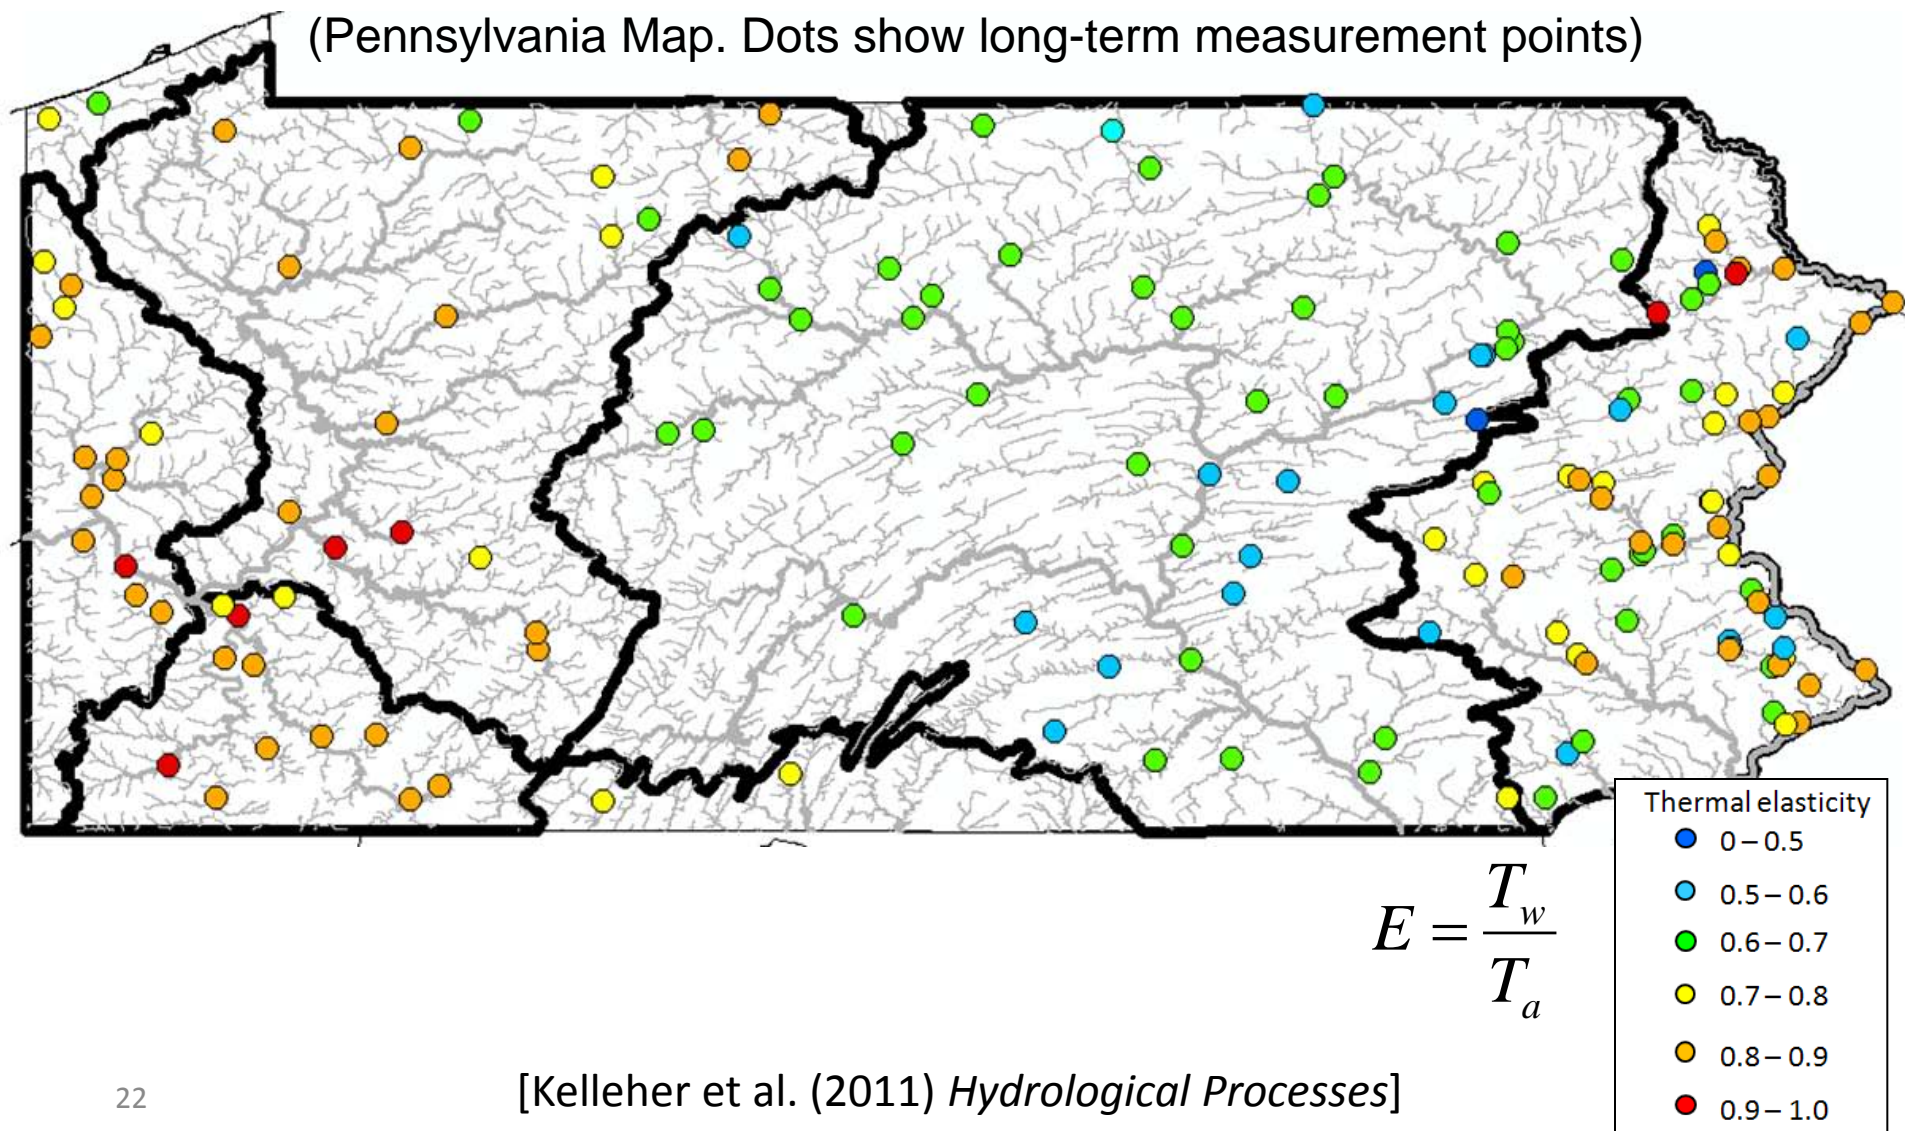 (Pennsylvania Map. Dots show long-term measurement points)
Thermal elasticity
0 – 0.5
0.5 – 0.6
0.6 – 0.7
0.7 – 0.8
0.8 – 0.9
0.9 – 1.0
E = T_w / T_a
22
[Kelleher et al. (2011) Hydrological Processes]